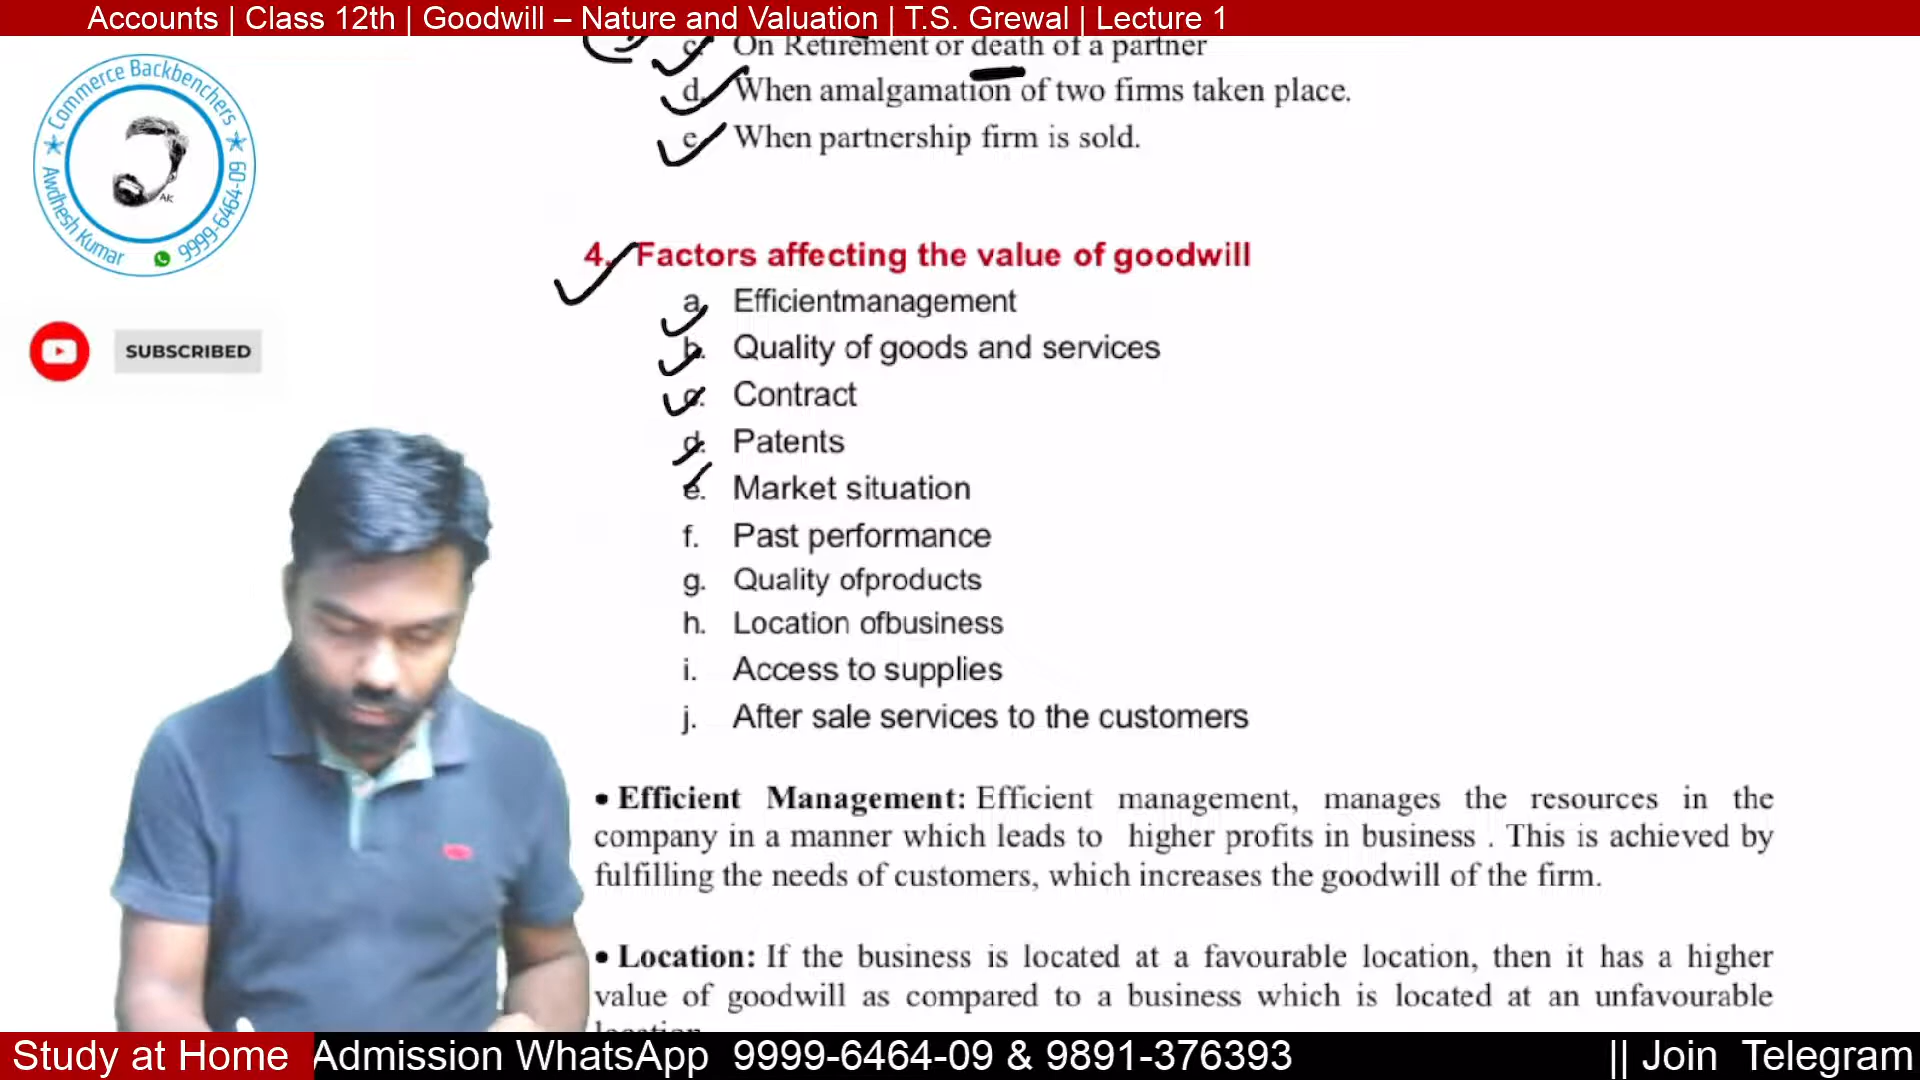 Accounts | Class 12th | Goodwill – Nature and Valuation | T.S. Grewal | Lecture 1
c. On Retirement or death of a partner
d. When amalgamation of two firms taken place.
e. When partnership firm is sold.
Commerce Backbenchers
Awdhesh Kumar 9999-6464-09
AK
SUBSCRIBED
4. Factors affecting the value of goodwill
a. Efficientmanagement
b. Quality of goods and services
c. Contract
d. Patents
e. Market situation
f. Past performance
g. Quality ofproducts
h. Location ofbusiness
i. Access to supplies
j. After sale services to the customers
• Efficient Management: Efficient management, manages the resources in the
company in a manner which leads to higher profits in business . This is achieved by
fulfilling the needs of customers, which increases the goodwill of the firm.
• Location: If the business is located at a favourable location, then it has a higher
value of goodwill as compared to a business which is located at an unfavourable
location
Study at Home Admission WhatsApp 9999-6464-09 & 9891-376393 || Join Telegram